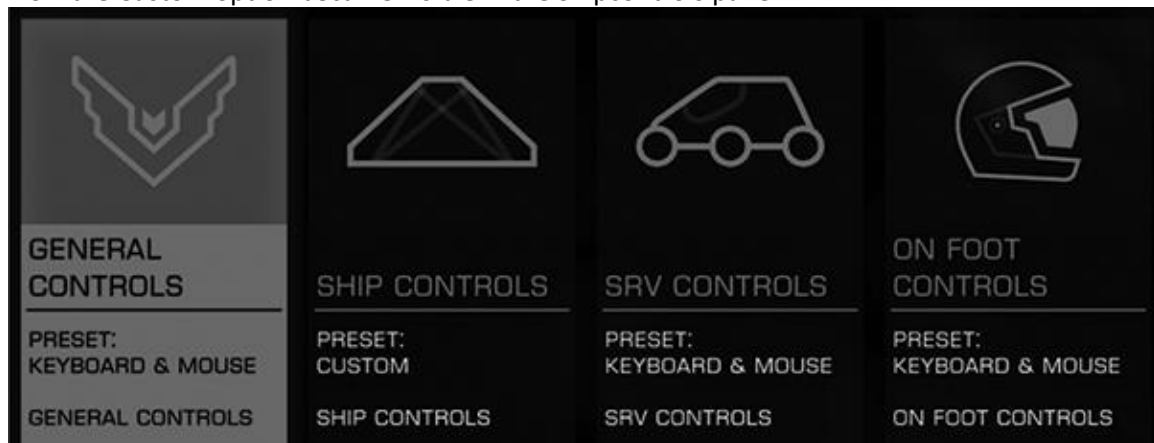 GENERAL
CONTROLS
PRESET:
KEYBOARD & MOUSE
GENERAL CONTROLS
SHIP CONTROLS
PRESET:
CUSTOM
SHIP CONTROLS
SRV CONTROLS
PRESET:
KEYBOARD & MOUSE
SRV CONTROLS
ON FOOT
CONTROLS
PRESET:
KEYBOARD & MOUSE
ON FOOT CONTROLS